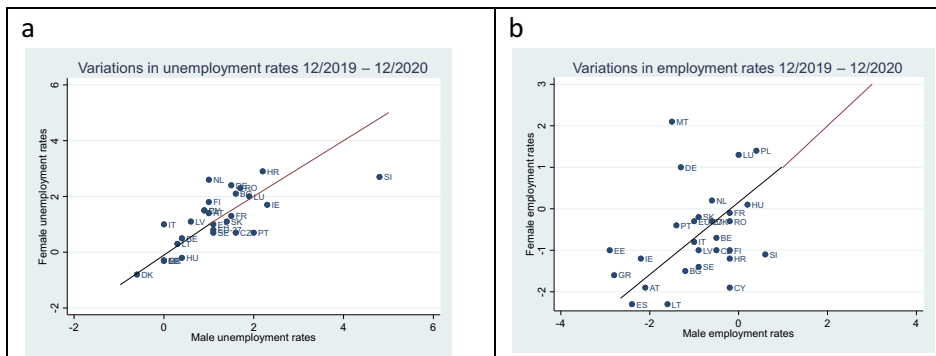 a
Variations in unemployment rates 12/2019 – 12/2020
Female unemployment rates
6
4
2
0
-2
NL
HR
SI
RO
LU
FI
AT
IE
IT
LV
FR
SK
BE
SE
CZ
PT
LT
HU
DK
-2
0
2
4
6
Male unemployment rates
b
Variations in employment rates 12/2019 – 12/2020
Female employment rates
3
2
1
0
-1
-2
MT
LU
PL
DE
NL
HU
SK
FR
PT
RO
IT
BE
EE
LV
FI
SI
IE
HR
GR
BG
SE
AT
CY
ES
LT
-4
-2
0
2
4
Male employment rates